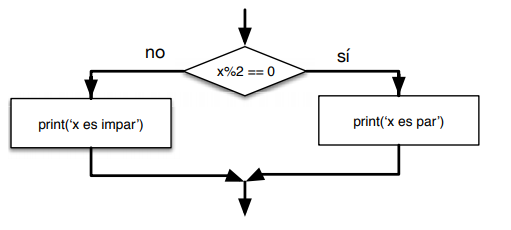 no
sí
x%2 == 0
print(‘x es impar’)
print(‘x es par’)